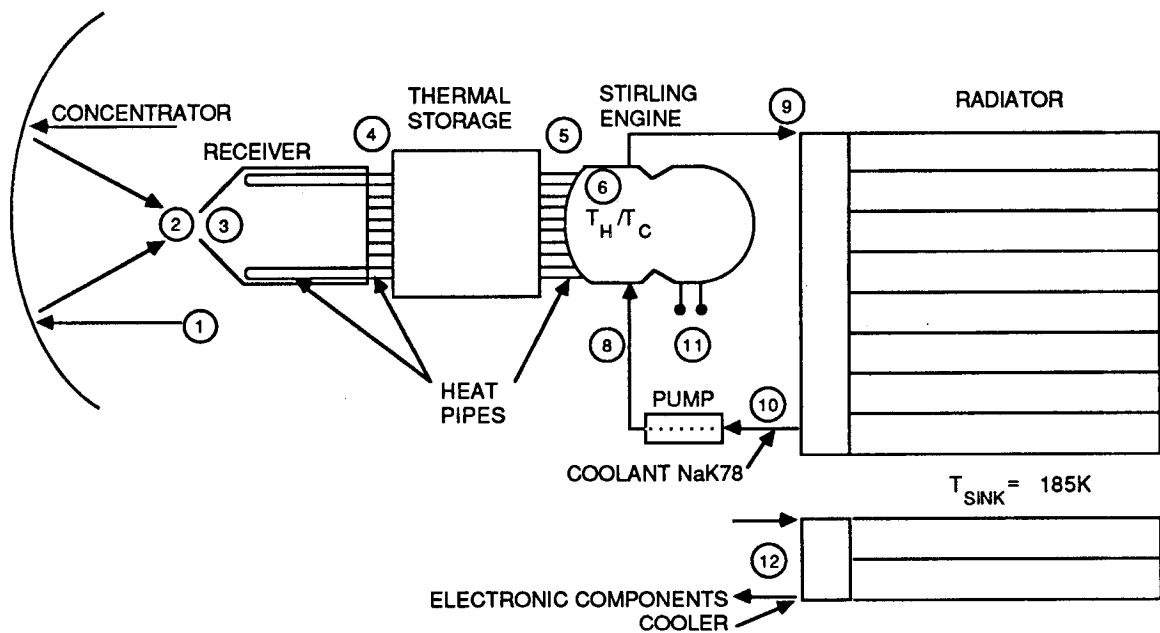 CONCENTRATOR
RECEIVER
THERMAL
STORAGE
STIRLING
ENGINE
RADIATOR
1
2
3
4
5
6
T_H/T_C
8
9
10
11
12
HEAT
PIPES
PUMP
COOLANT NaK78
T_SINK = 185K
ELECTRONIC COMPONENTS
COOLER